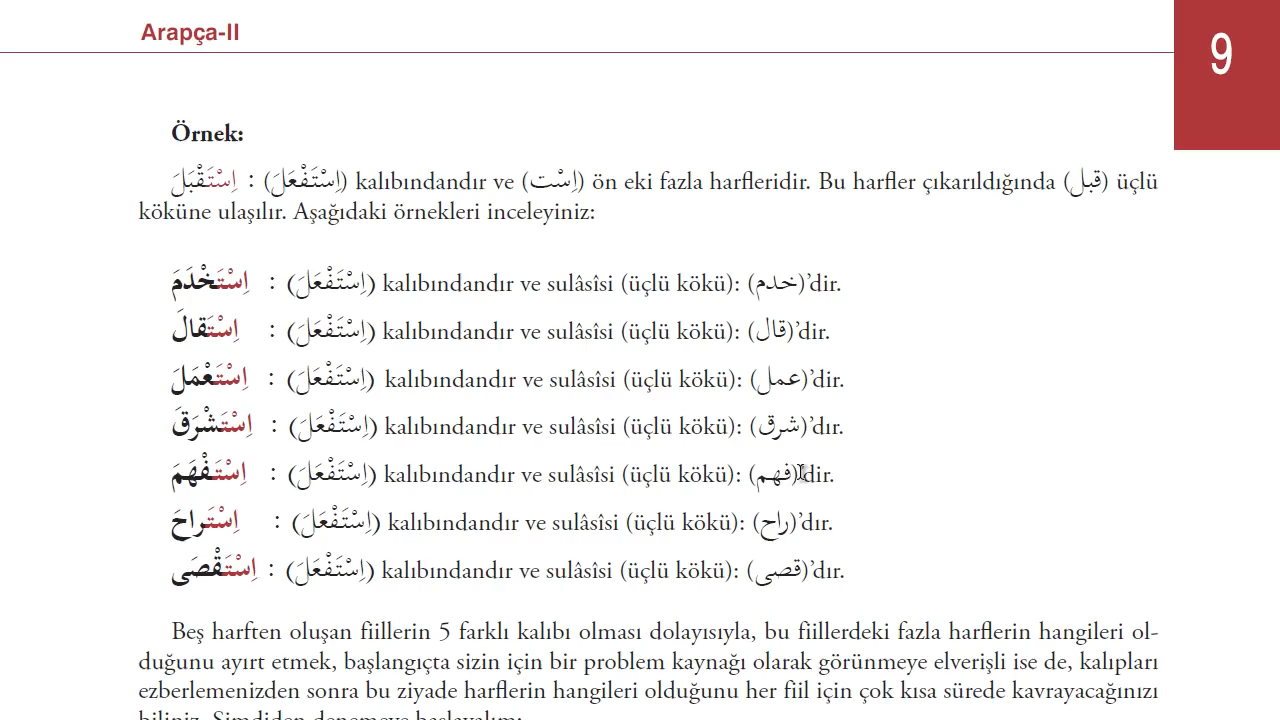 Arapça-II
9
Örnek:
اِسْتَقْبَلَ : (اِسْتَفْعَلَ) kalıbındandır ve (اِسْت) ön eki fazla harfleridir. Bu harfler çıkarıldığında (قبل) üçlü
köküne ulaşılır. Aşağıdaki örnekleri inceleyiniz:
اِسْتَخْدَمَ : (اِسْتَفْعَلَ) kalıbındandır ve sulâsîsi (üçlü kökü): (خدم)’dir.
اِسْتَقالَ : (اِسْتَفْعَلَ) kalıbındandır ve sulâsîsi (üçlü kökü): (قال)’dir.
اِسْتَعْمَلَ : (اِسْتَفْعَلَ) kalıbındandır ve sulâsîsi (üçlü kökü): (عمل)’dir.
اِسْتَشْرَقَ : (اِسْتَفْعَلَ) kalıbındandır ve sulâsîsi (üçlü kökü): (شرق)’dır.
اِسْتَفْهَمَ : (اِسْتَفْعَلَ) kalıbındandır ve sulâsîsi (üçlü kökü): (فهم)’dir.
اِسْتَراحَ : (اِسْتَفْعَلَ) kalıbındandır ve sulâsîsi (üçlü kökü): (راح)’dır.
اِسْتَقْصَى : (اِسْتَفْعَلَ) kalıbındandır ve sulâsîsi (üçlü kökü): (قصى)’dır.
Beş harften oluşan fiillerin 5 farklı kalıbı olması dolayısıyla, bu fiillerdeki fazla harflerin hangileri ol-
duğunu ayırt etmek, başlangıçta sizin için bir problem kaynağı olarak görünmeye elverişli ise de, kalıpları
ezberlemenizden sonra bu ziyade harflerin hangileri olduğunu her fiil için çok kısa sürede kavrayacağınızı
biliniz. Şimdiden denemeye başlayalım: